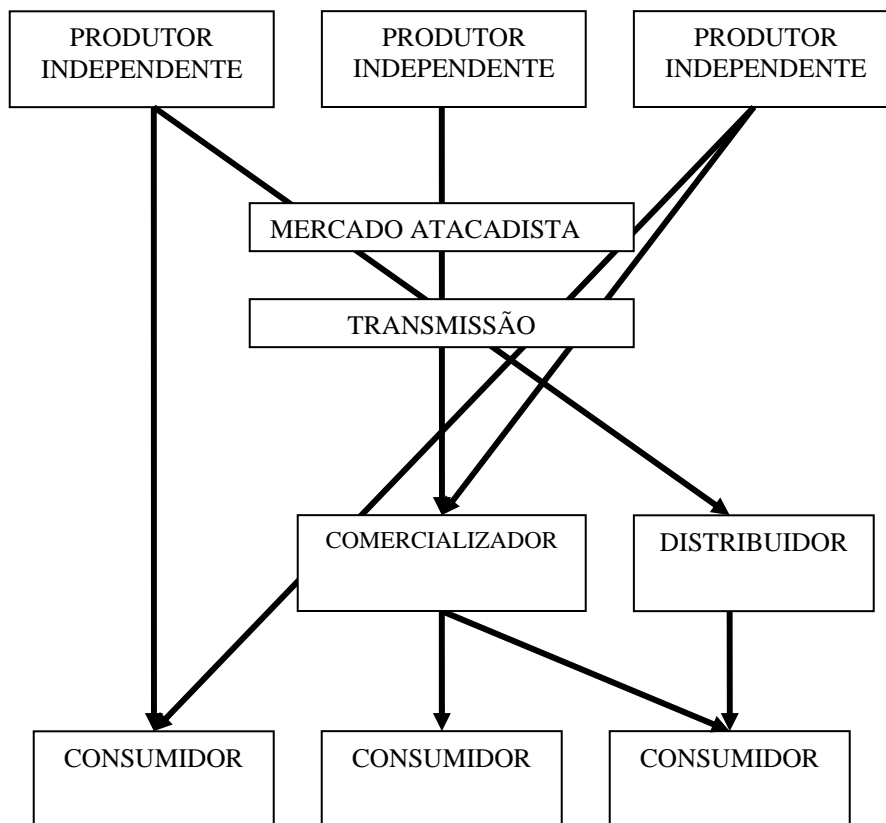 PRODUTOR
INDEPENDENTE
PRODUTOR
INDEPENDENTE
PRODUTOR
INDEPENDENTE
MERCADO ATACADISTA
TRANSMISSÃO
COMERCIALIZADOR
DISTRIBUIDOR
CONSUMIDOR
CONSUMIDOR
CONSUMIDOR